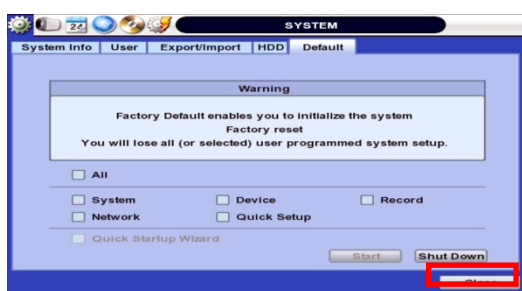 SYSTEM
System Info User Export/Import HDD Default
Warning
Factory Default enables you to initialize the system
Factory reset
You will lose all (or selected) user programmed system setup.
All
System Device Record
Network Quick Setup
Quick Startup Wizard
Start Shut Down